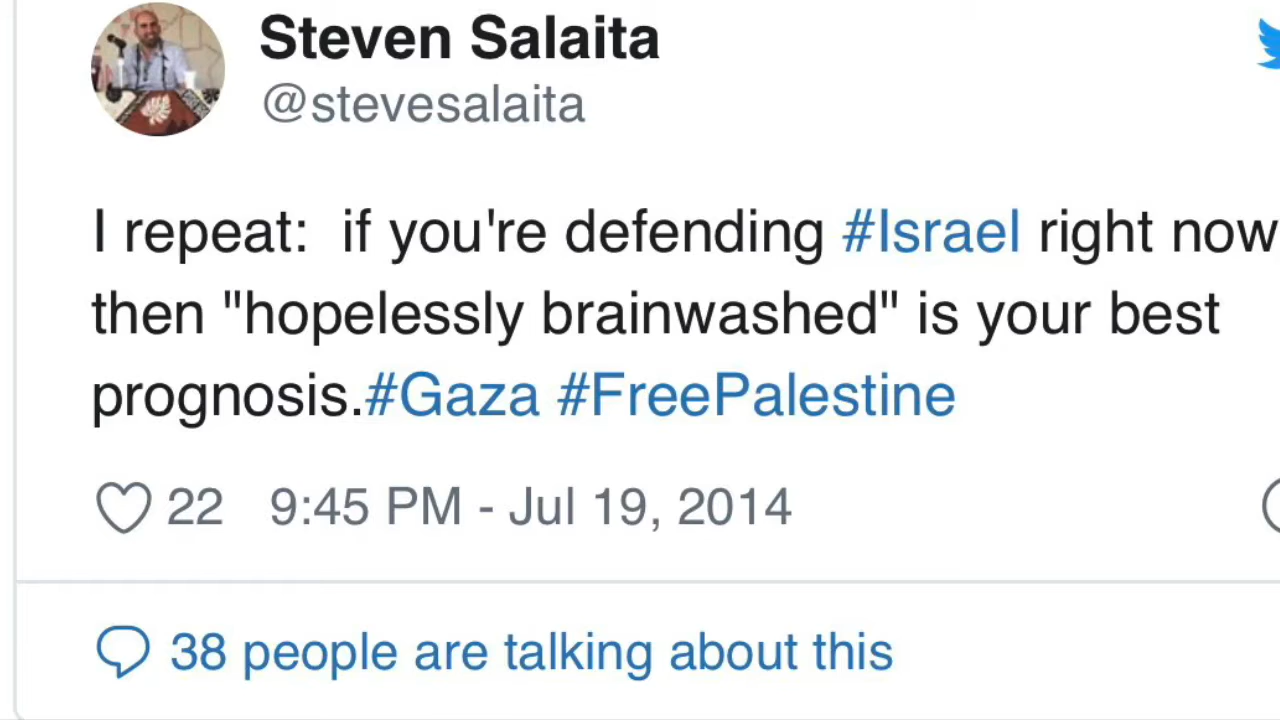 Steven Salaita
@stevesalaita
I repeat:  if you're defending #Israel right now
then "hopelessly brainwashed" is your best
prognosis.#Gaza #FreePalestine
22 9:45 PM - Jul 19, 2014
38 people are talking about this